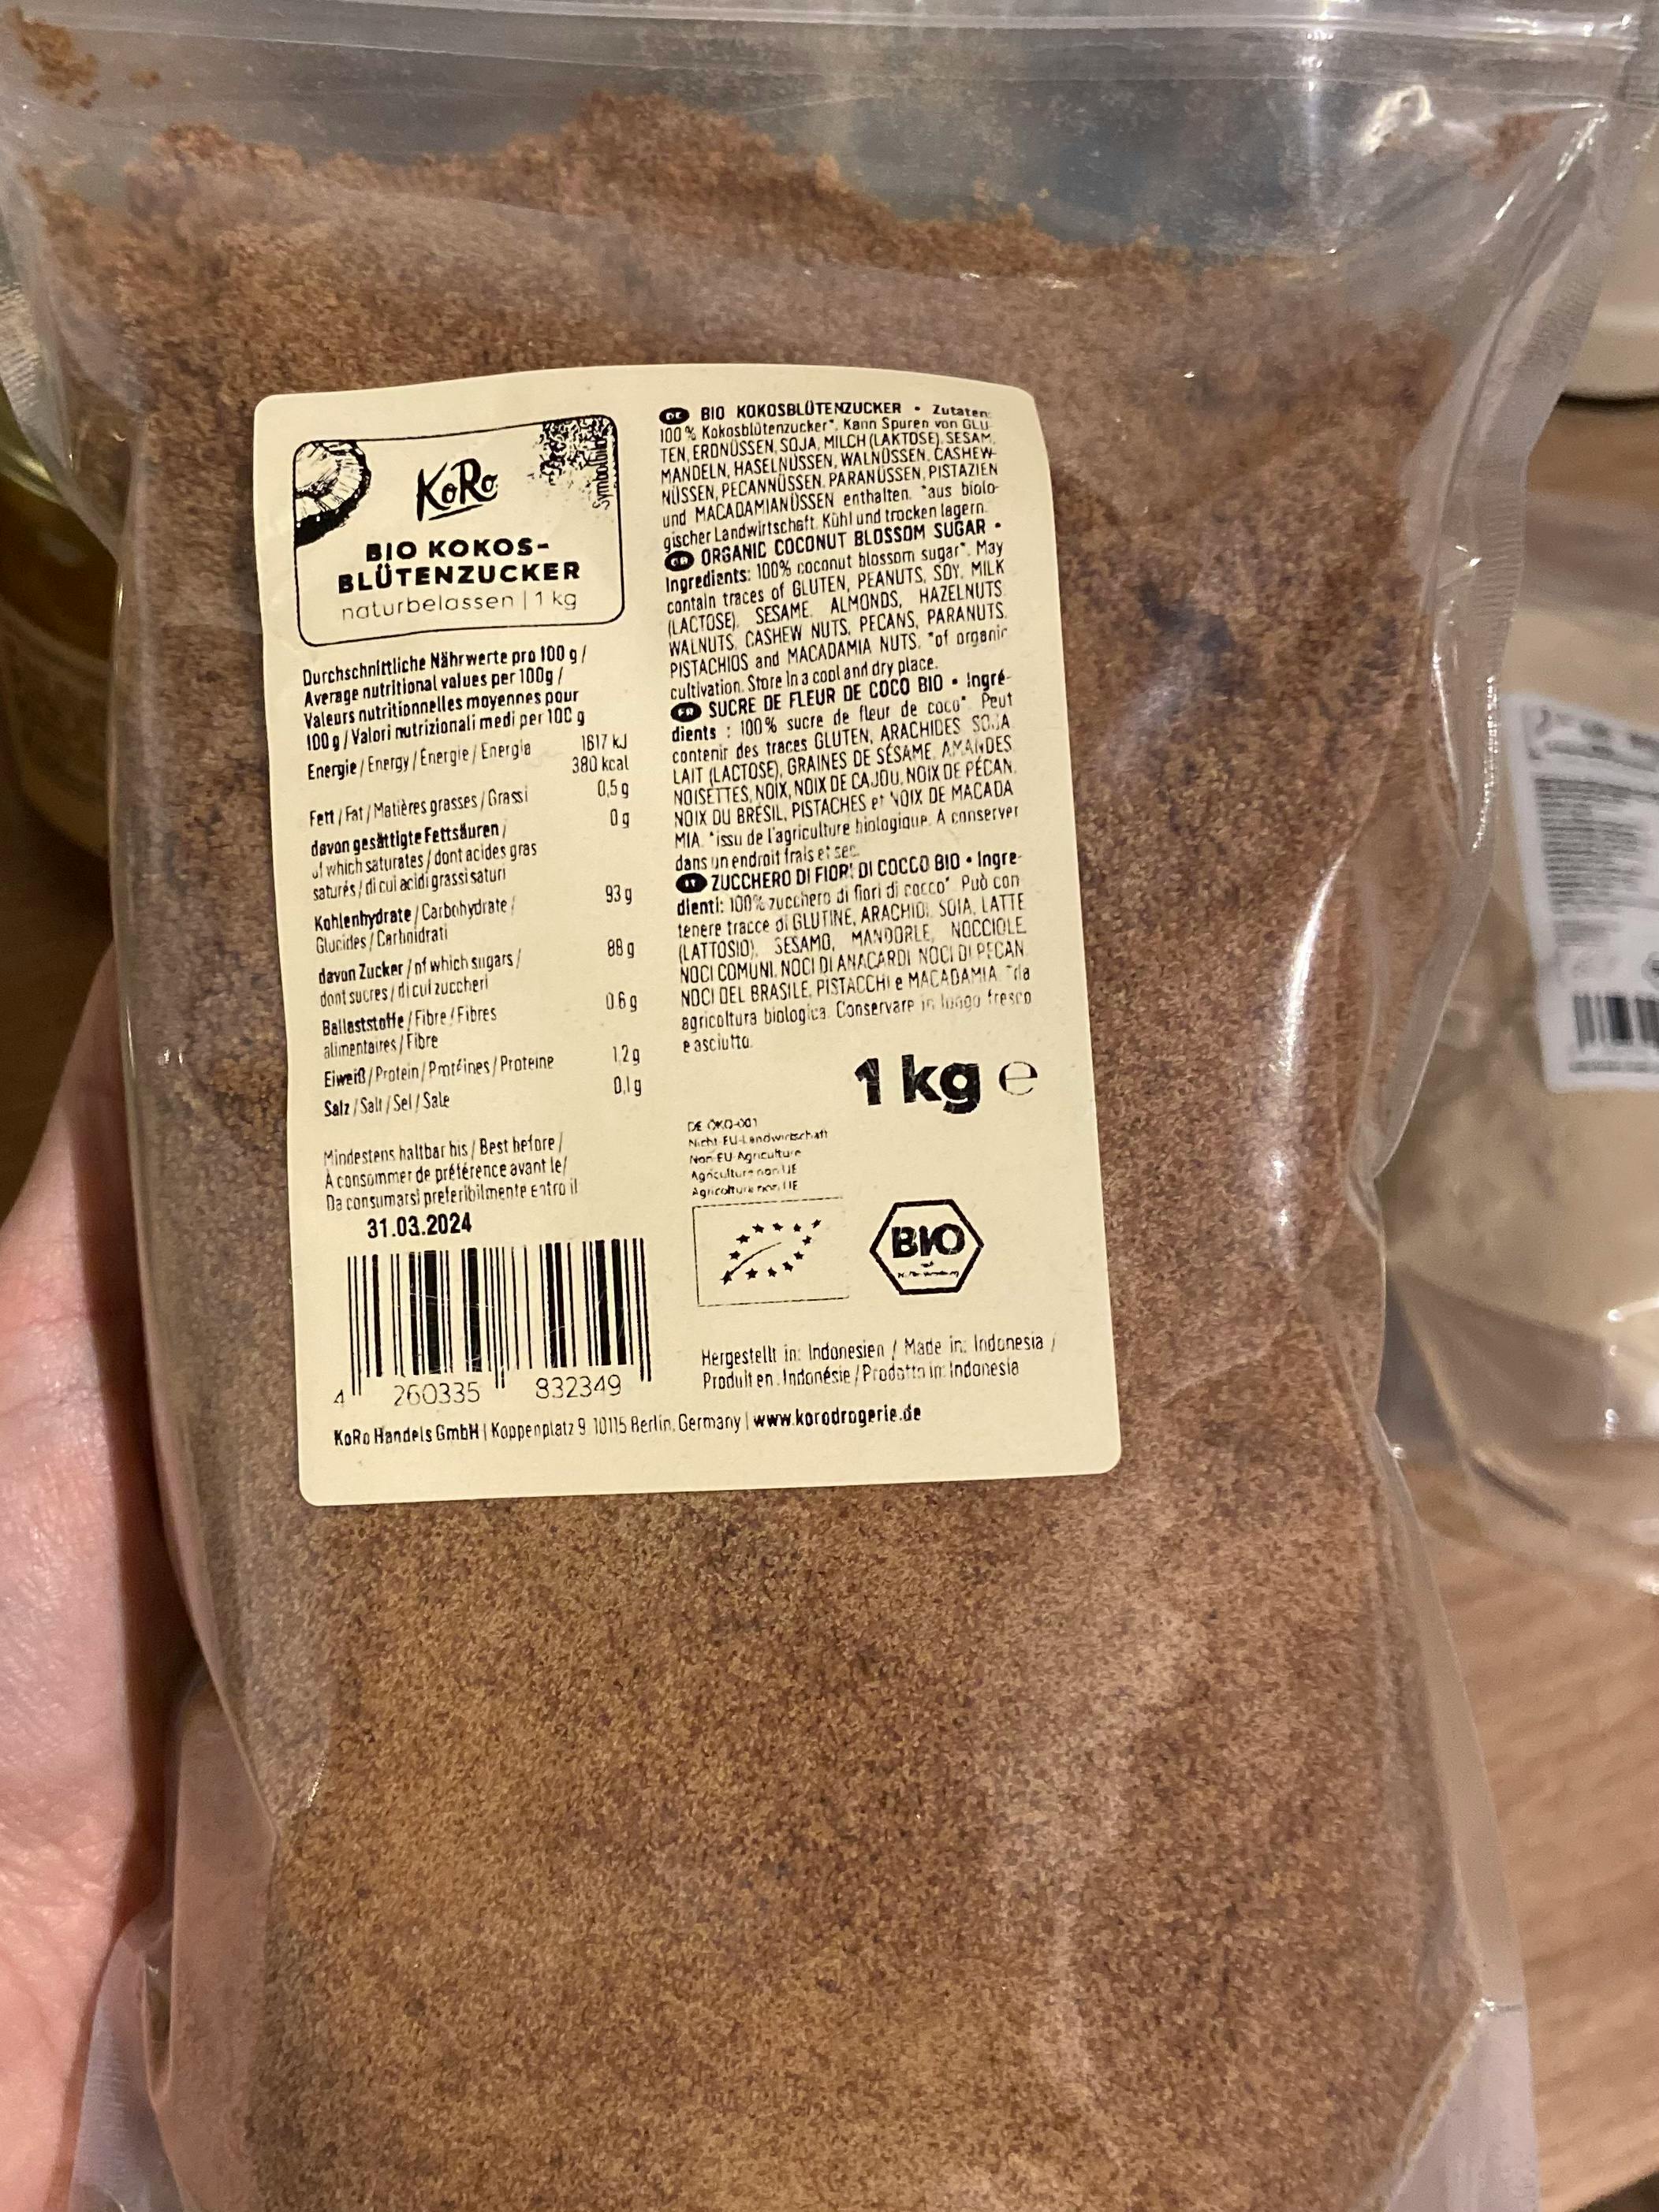 KoRo
Symbolbild
BIO KOKOS-
BLÜTENZUCKER
naturbelassen | 1 kg
Durchschnittliche Nährwerte pro 100 g /
Average nutritional values per 100g /
Valeurs nutritionnelles moyennes pour
100 g / Valori nutrizionali medi per 100 g
Energie / Energy / Énergie / Energia 1617 kJ
380 kcal
Fett / Fat / Matières grasses / Grassi 0,5 g
davon gesättigte Fettsäuren / 0 g
of which saturates / dont acides gras
saturés / di cui acidi grassi saturi
Kohlenhydrate / Carbohydrate / 93 g
Glucides / Carboidrati
davon Zucker / of which sugars / 88 g
dont sucres / di cui zuccheri
Ballaststoffe / Fibre / Fibres 0.6 g
alimentaires / Fibre
Eiweiß / Protein / Protéines / Proteine 1,2 g
Salz / Salt / Sel / Sale 0,1 g
Mindestens haltbar bis / Best before /
À consommer de préférence avant le/
Da consumarsi preferibilmente entro il
31.03.2024
4 260335 832349
DE BIO KOKOSBLÜTENZUCKER • Zutaten:
100 % Kokosblütenzucker*. Kann Spuren von GLU-
TEN, ERDNÜSSEN, SOJA, MILCH (LAKTOSE), SESAM,
MANDELN, HASELNÜSSEN, WALNÜSSEN, CASHEW-
NÜSSEN, PECANNÜSSEN, PARANÜSSEN, PISTAZIEN
und MACADAMIANÜSSEN enthalten. *aus biolo-
gischer Landwirtschaft. Kühl und trocken lagern.
GB ORGANIC COCONUT BLOSSOM SUGAR •
Ingredients: 100% coconut blossom sugar*. May
contain traces of GLUTEN, PEANUTS, SOY, MILK
(LACTOSE), SESAME, ALMONDS, HAZELNUTS
WALNUTS, CASHEW NUTS, PECANS, PARANUTS,
PISTACHIOS and MACADAMIA NUTS. *of organic
cultivation. Store in a cool and dry place.
FR SUCRE DE FLEUR DE COCO BIO • Ingré-
dients : 100% sucre de fleur de coco*. Peut
contenir des traces GLUTEN, ARACHIDES SOJA
LAIT (LACTOSE), GRAINES DE SÉSAME, AMANDES
NOISETTES, NOIX, NOIX DE CAJOU, NOIX DE PÉCAN,
NOIX DU BRÉSIL, PISTACHES et NOIX DE MACADA
MIA. *issu de l'agriculture biologique. A conserver
dans un endroit frais et sec.
IT ZUCCHERO DI FIORI DI COCCO BIO • Ingre-
dienti: 100% zucchero di fiori di cocco*. Può con
tenere tracce di GLUTINE, ARACHIDI, SOIA, LATTE
(LATTOSIO), SESAMO, MANDORLE, NOCCIOLE
NOCI COMUNI, NOCI DI ANACARDI NOCI DI PECAN
NOCI DEL BRASILE, PISTACCHI e MACADAMIA. *da
agricoltura biologica. Conservare in luogo fresco
e asciutto.
1 kg e
DE ÖKO-001
Nicht-EU-Landwirtschaft
Non EU-Agriculture
Agriculture non UE
Agricoltura non UE
BIO
Hergestellt in: Indonesien / Made in: Indonesia /
Produit en: Indonésie / Prodotto in: Indonesia
KoRo Handels GmbH | Koppenplatz 9 10115 Berlin, Germany | www.korodrogerie.de